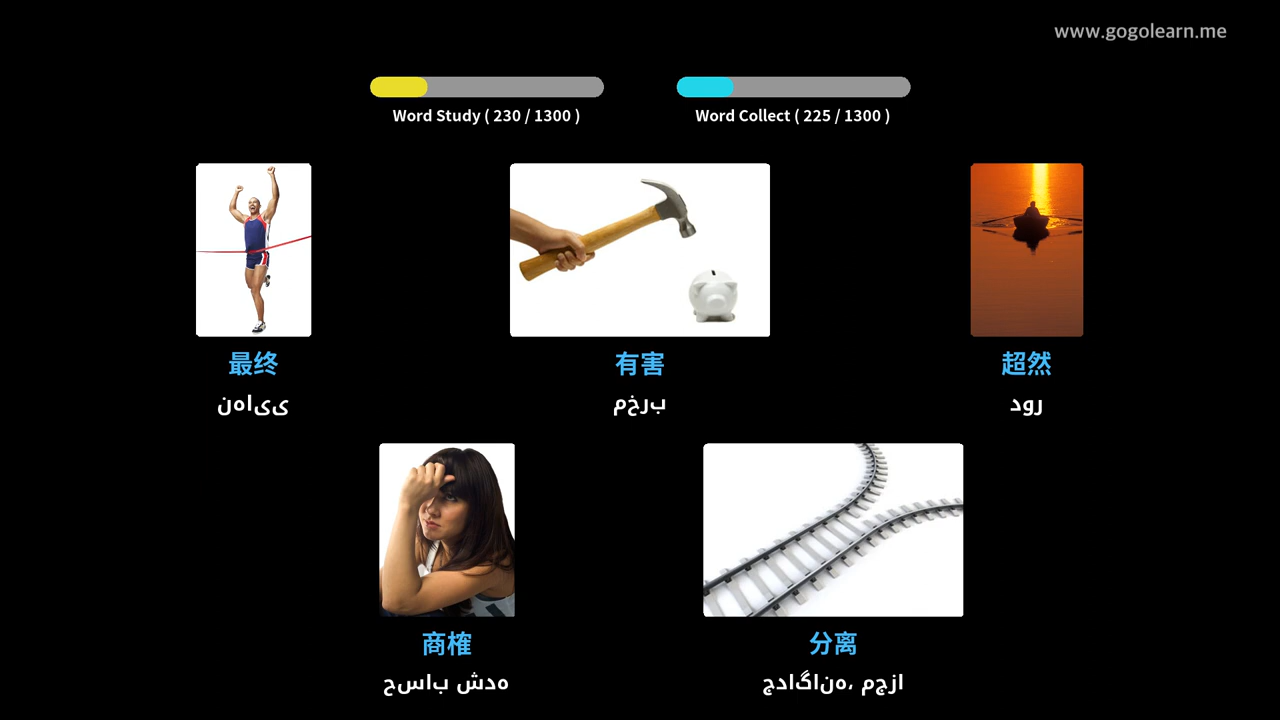 www.gogolearn.me
Word Study ( 230 / 1300 )
Word Collect ( 225 / 1300 )
最终
نهایی
有害
مخرب
超然
دور
商榷
حساب شده
分离
جداگانه، مجزا